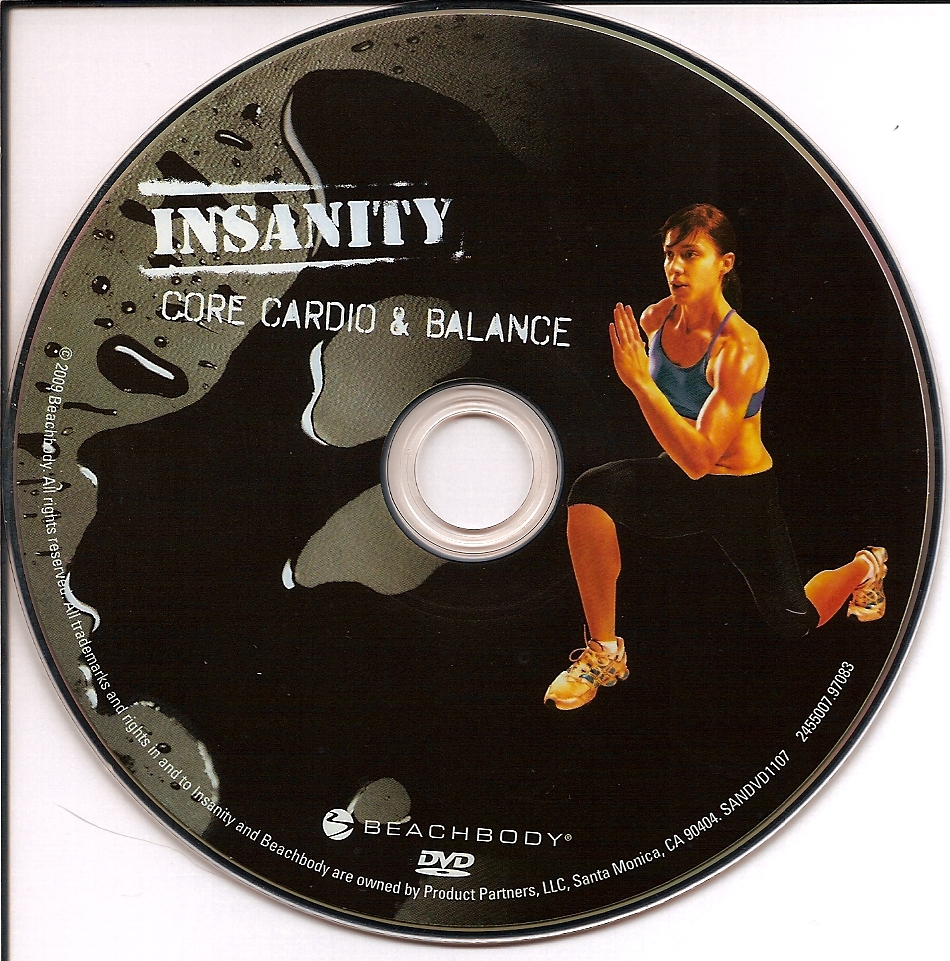 INSANITY
CORE CARDIO & BALANCE
BEACHBODY®
DVD
© 2009 Beachbody. All rights reserved. All trademarks and rights in and to Insanity and Beachbody are owned by Product Partners, LLC, Santa Monica, CA 90404. SANDVD1107 2455007.97083